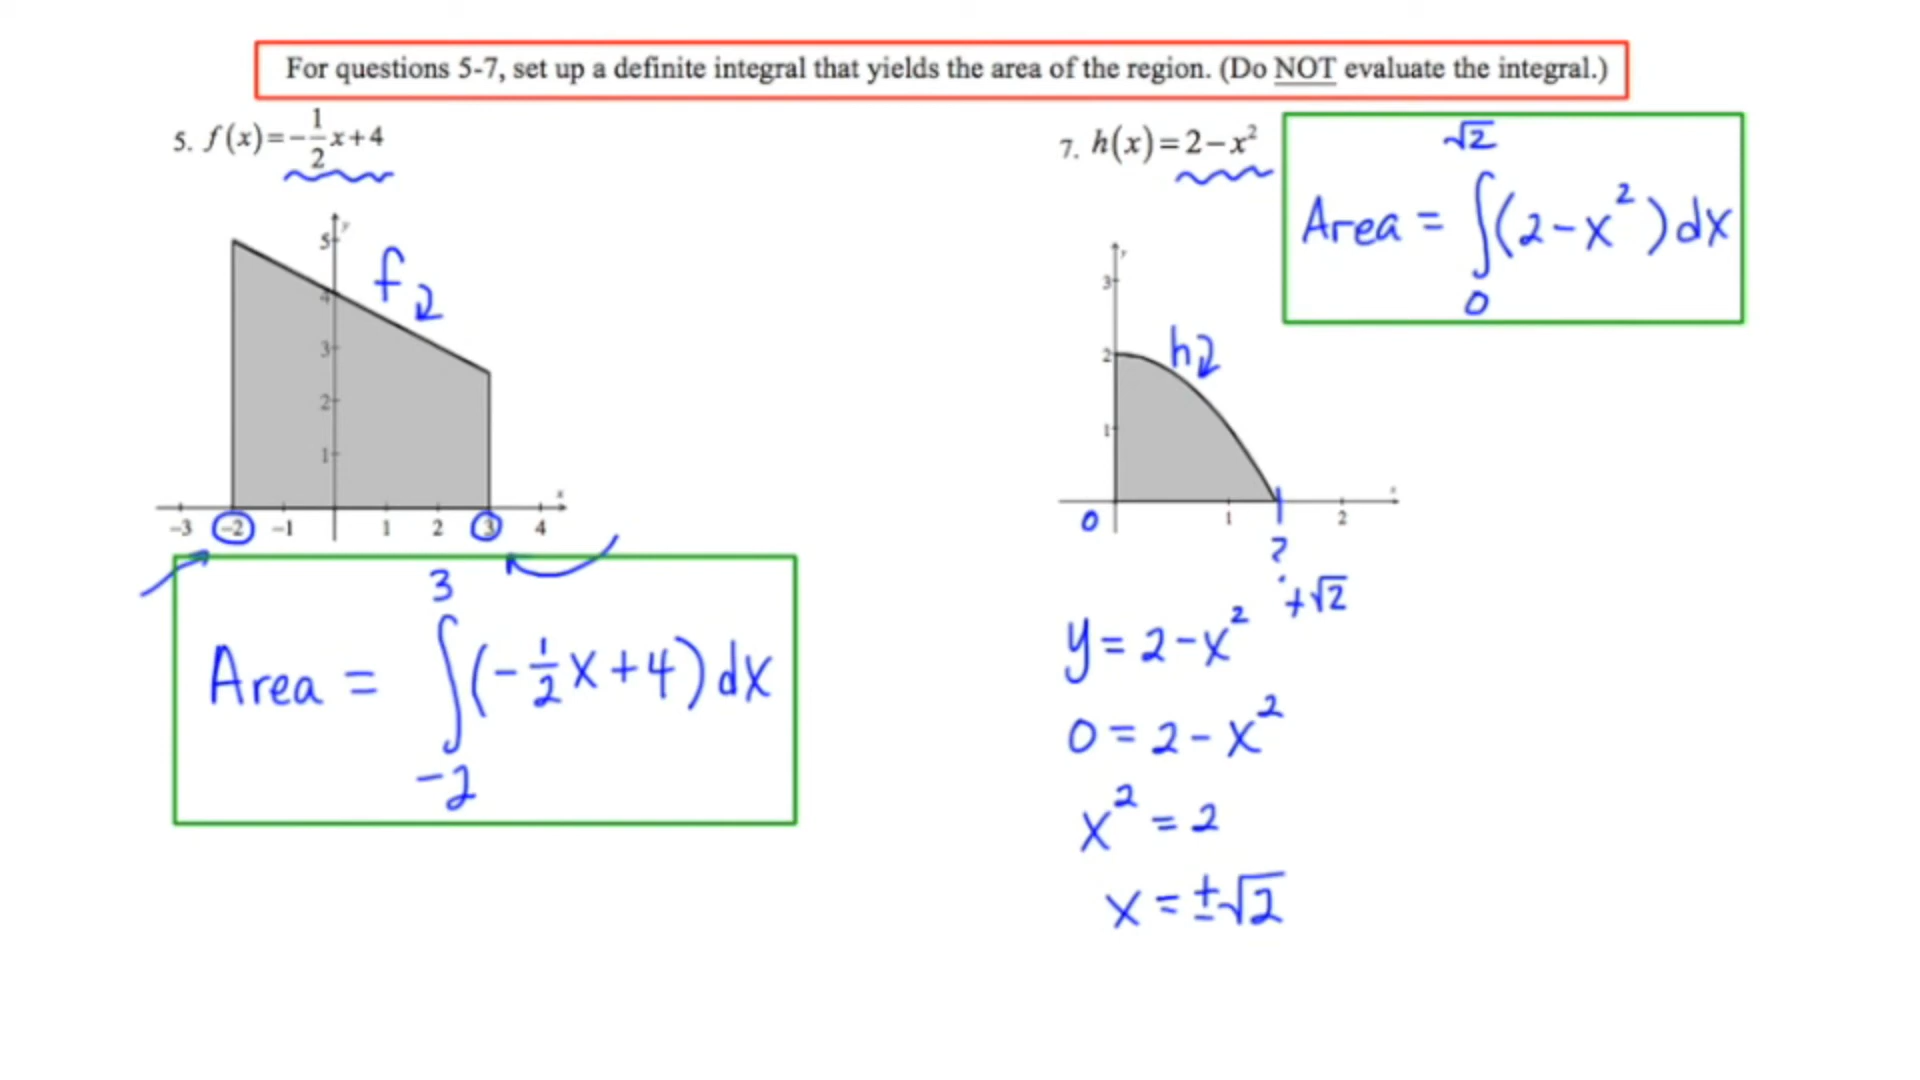 For questions 5-7, set up a definite integral that yields the area of the region. (Do NOT evaluate the integral.)
5. f(x)=-1/2x+4
y
5
4
3
2
1
f
x
-3 -2 -1 1 2 3 4
3
Area = ∫(-1/2x+4)dx
-2
7. h(x)=2-x²
√2
Area = ∫(2-x²)dx
0
y
3
2
1
h
x
0 1 2
?
+√2
y = 2-x²
0 = 2-x²
x² = 2
x = ±√2